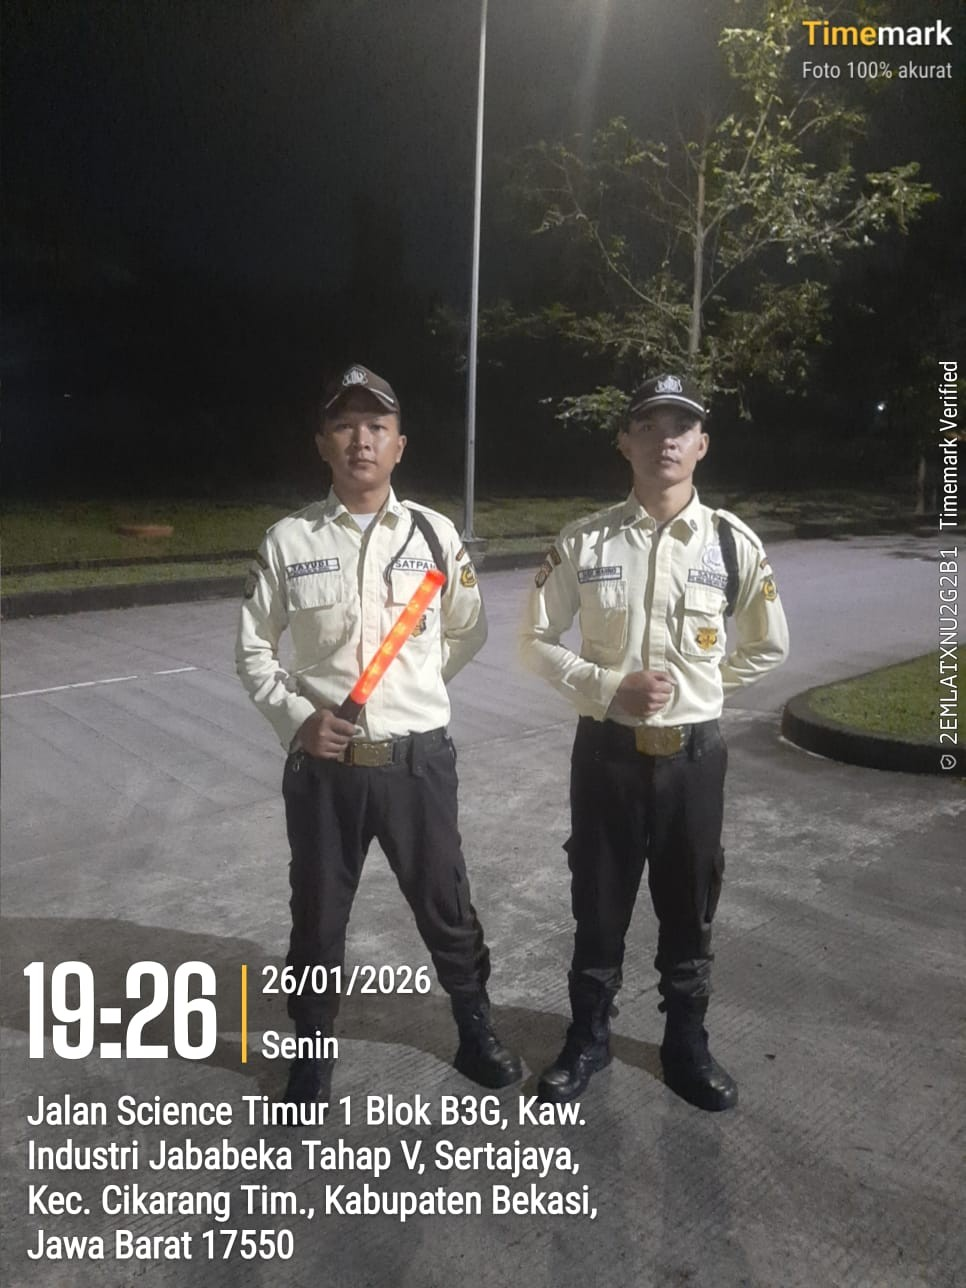 Timemark
Foto 100% akurat
SATPAM
2EMLATXNU2G2B1 Timemark Verified
19:26
26/01/2026
Senin
Jalan Science Timur 1 Blok B3G, Kaw.
Industri Jababeka Tahap V, Sertajaya,
Kec. Cikarang Tim., Kabupaten Bekasi,
Jawa Barat 17550